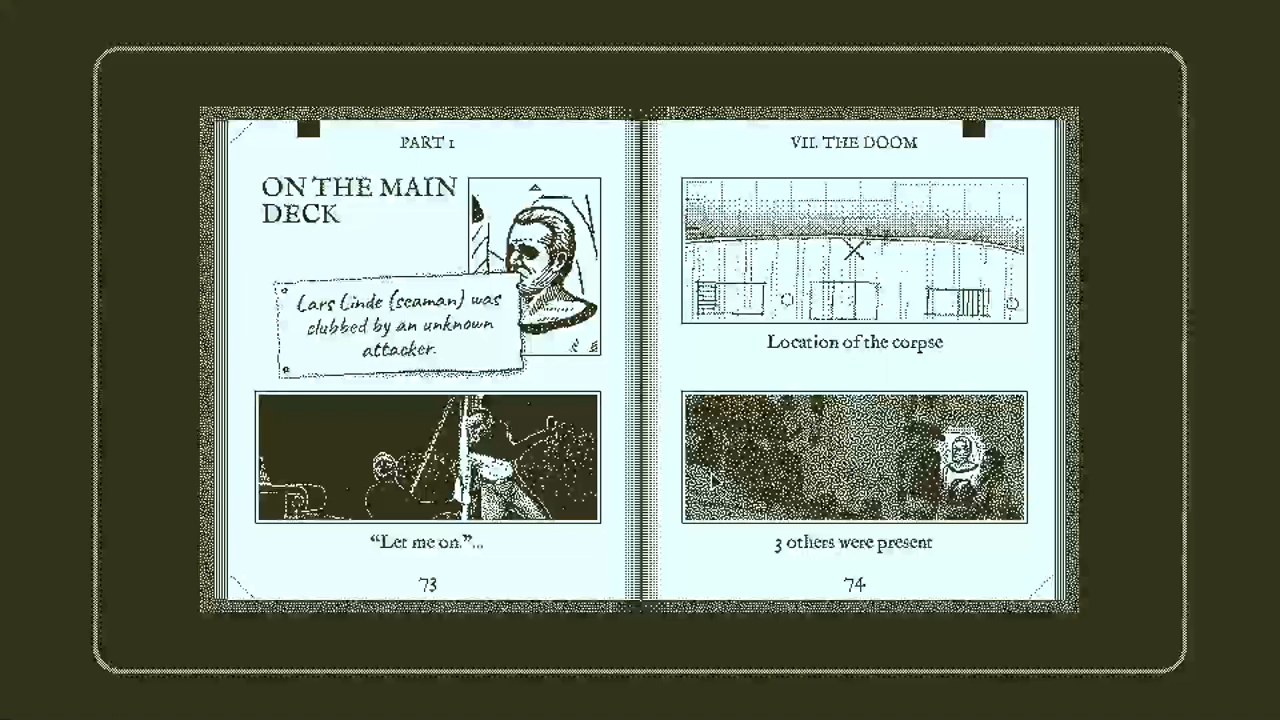 PART 1
ON THE MAIN
DECK
Lars Linde (seaman) was
clubbed by an unknown
attacker.
“Let me on.”...
73
VII. THE DOOM
Location of the corpse
3 others were present
74